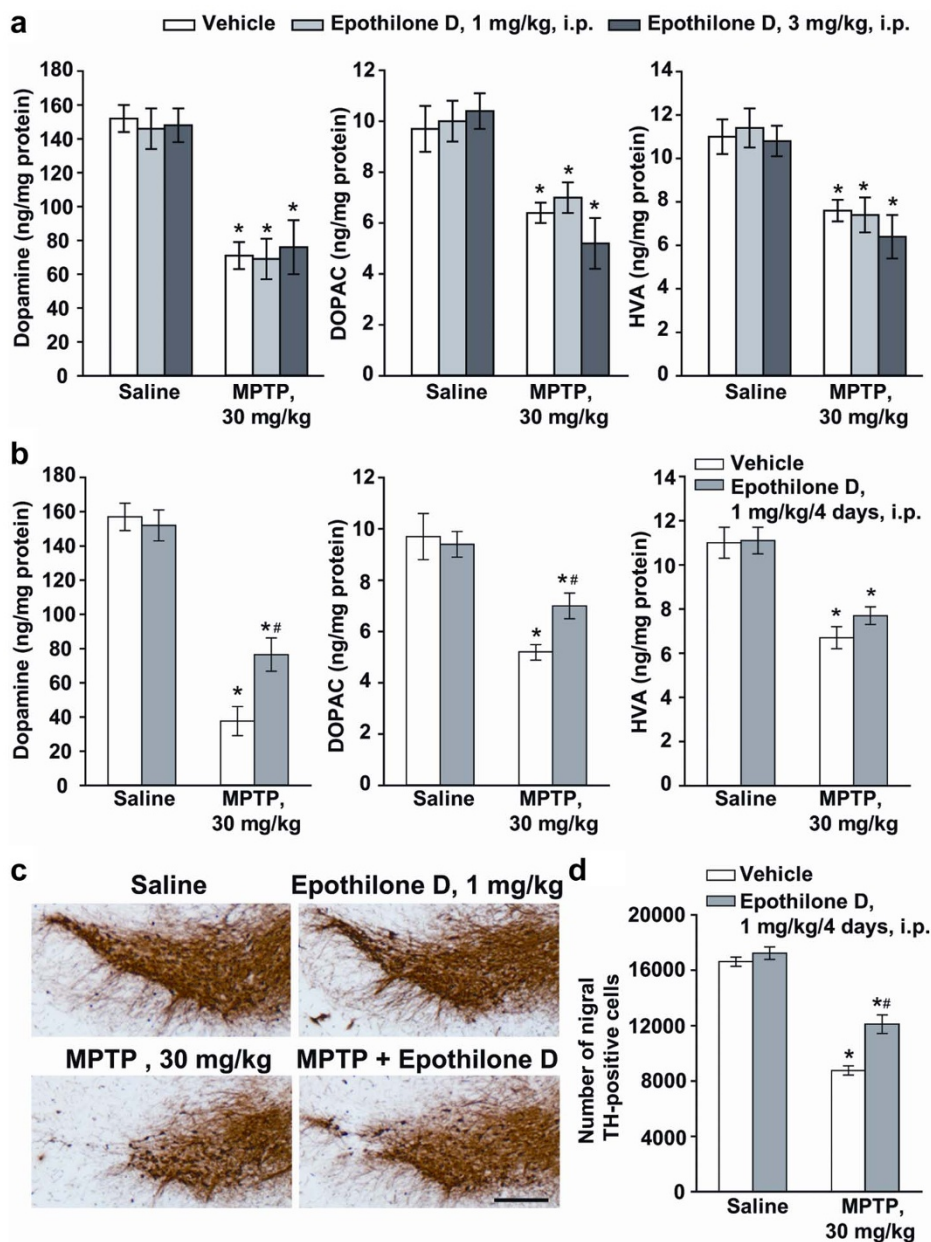 a
Vehicle Epothilone D, 1 mg/kg, i.p. Epothilone D, 3 mg/kg, i.p.
Dopamine (ng/mg protein)
180
160
140
120
100
80
60
40
20
0
* * *
Saline MPTP,
30 mg/kg
DOPAC (ng/mg protein)
12
10
8
6
4
2
0
* * *
Saline MPTP,
30 mg/kg
HVA (ng/mg protein)
14
12
10
8
6
4
2
0
* * *
Saline MPTP,
30 mg/kg
b
Dopamine (ng/mg protein)
180
160
140
120
100
80
60
40
20
0
* *#
Saline MPTP,
30 mg/kg
DOPAC (ng/mg protein)
12
10
8
6
4
2
0
* *#
Saline MPTP,
30 mg/kg
Vehicle
Epothilone D,
1 mg/kg/4 days, i.p.
HVA (ng/mg protein)
14
12
10
8
6
4
2
0
* *
Saline MPTP,
30 mg/kg
c
Saline Epothilone D, 1 mg/kg
MPTP , 30 mg/kg MPTP + Epothilone D
d
Vehicle
Epothilone D,
1 mg/kg/4 days, i.p.
Number of nigral
TH-positive cells
20000
16000
12000
8000
4000
0
* *#
Saline MPTP,
30 mg/kg